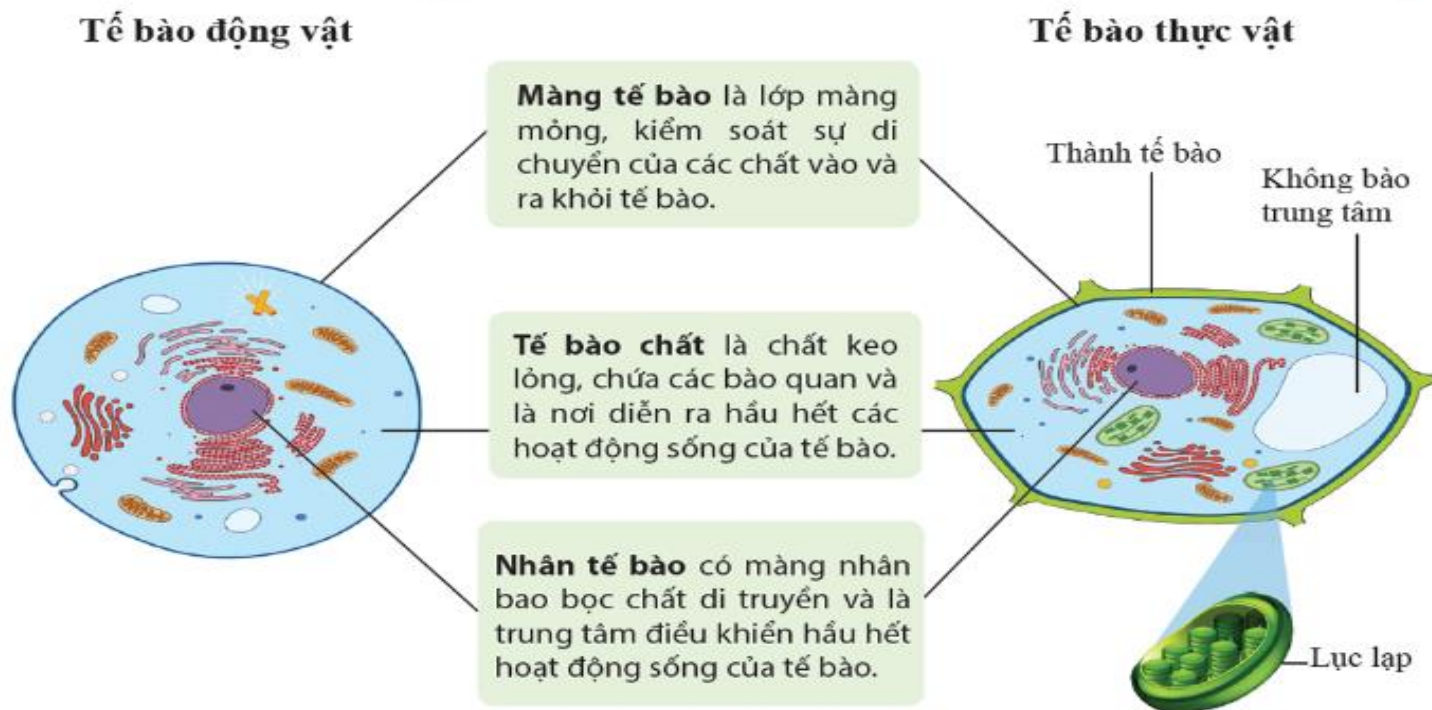 Tế bào động vật
Tế bào thực vật
Màng tế bào là lớp màng
mỏng, kiểm soát sự di
chuyển của các chất vào và
ra khỏi tế bào.
Thành tế bào
Không bào
trung tâm
Tế bào chất là chất keo
lỏng, chứa các bào quan và
là nơi diễn ra hầu hết các
hoạt động sống của tế bào.
Nhân tế bào có màng nhân
bao bọc chất di truyền và là
trung tâm điều khiển hầu hết
hoạt động sống của tế bào.
Lục lạp